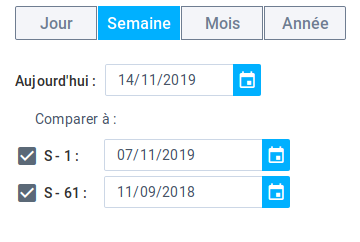 Jour Semaine Mois Année
Aujourd'hui : 14/11/2019
Comparer à :
S - 1 : 07/11/2019
S - 61 : 11/09/2018